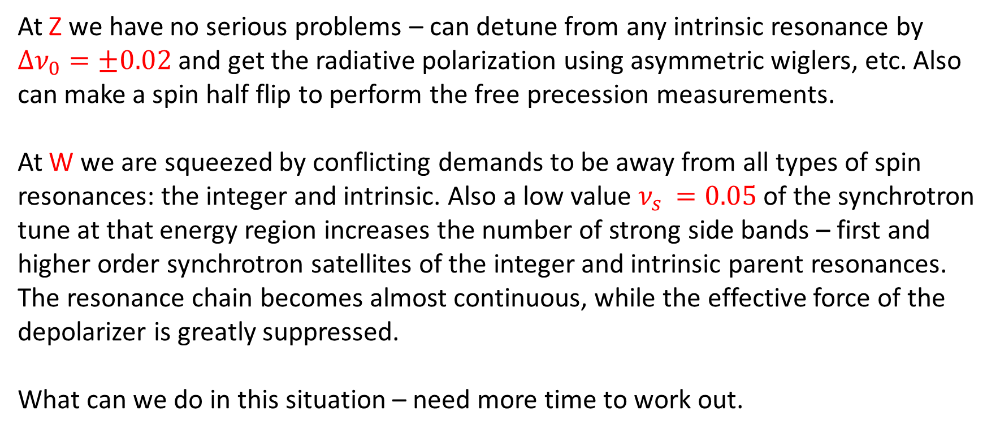 At Z we have no serious problems – can detune from any intrinsic resonance by
Δν₀ = ±0.02 and get the radiative polarization using asymmetric wiglers, etc. Also
can make a spin half flip to perform the free precession measurements.
At W we are squeezed by conflicting demands to be away from all types of spin
resonances: the integer and intrinsic. Also a low value νₛ = 0.05 of the synchrotron
tune at that energy region increases the number of strong side bands – first and
higher order synchrotron satellites of the integer and intrinsic parent resonances.
The resonance chain becomes almost continuous, while the effective force of the
depolarizer is greatly suppressed.
What can we do in this situation – need more time to work out.